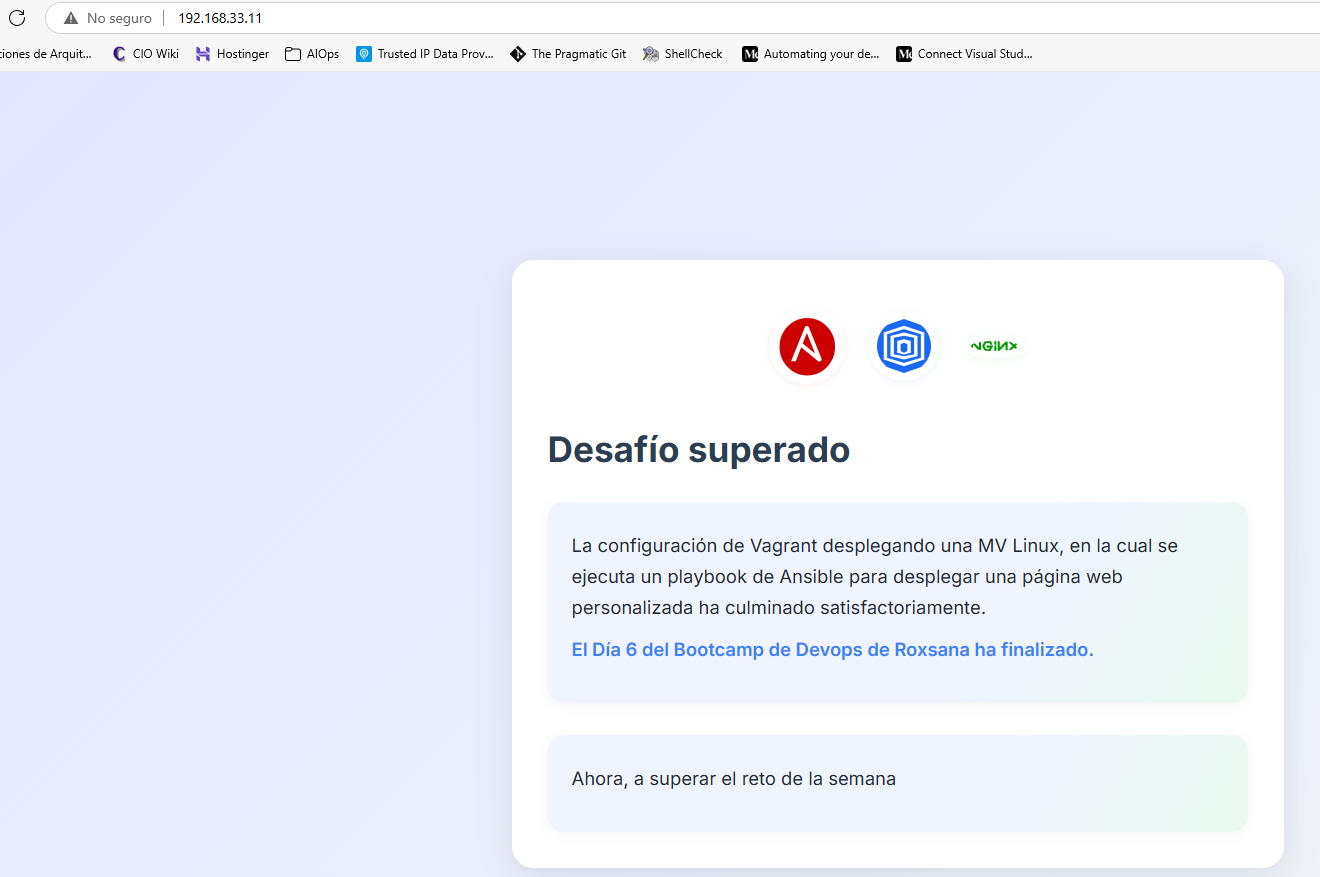 No seguro
192.168.33.11
ciones de Arquit...
CIO Wiki
Hostinger
AIOps
Trusted IP Data Prov...
The Pragmatic Git
ShellCheck
Automating your de...
Connect Visual Stud...
NGINX
Desafío superado
La configuración de Vagrant desplegando una MV Linux, en la cual se
ejecuta un playbook de Ansible para desplegar una página web
personalizada ha culminado satisfactoriamente.
El Día 6 del Bootcamp de Devops de Roxsana ha finalizado.
Ahora, a superar el reto de la semana